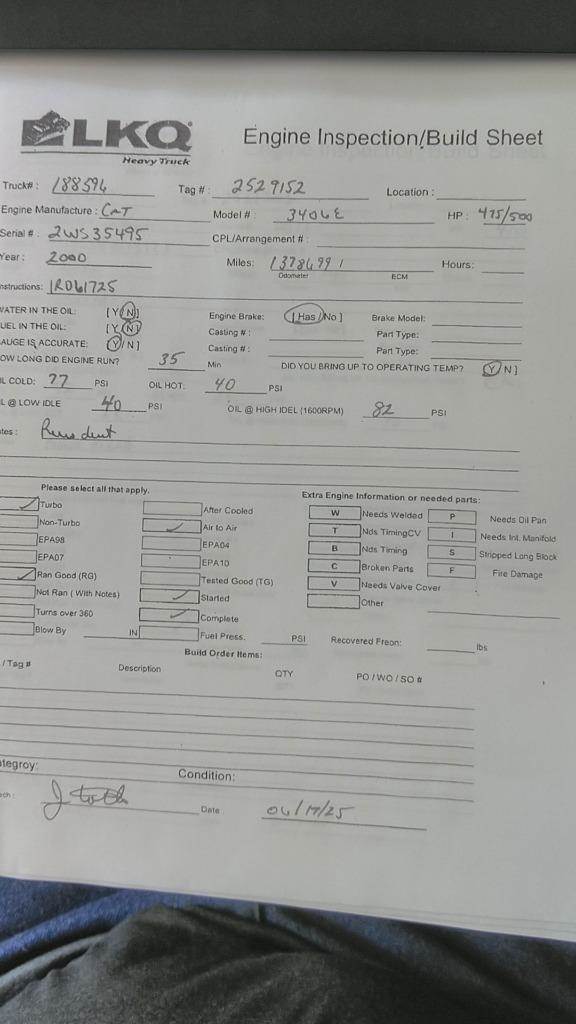 LKQ
Heavy Truck
Engine Inspection/Build Sheet
Truck# : 188594 Tag # : 2529152 Location :
Engine Manufacture : CAT Model # : 3406E HP : 475/500
Serial # : 2WS35495 CPL/Arrangement # :
Year : 2000 Miles: 1378499 Hours:
Odometer ECM
nstructions: IRO61725
WATER IN THE OIL: [Y/N] Engine Brake: [Has/No] Brake Model:
UEL IN THE OIL: [Y/N] Casting # : Part Type:
AUGE IS ACCURATE: [Y/N] Casting # : Part Type:
OW LONG DID ENGINE RUN? 35 Min DID YOU BRING UP TO OPERATING TEMP? [Y/N]
L COLD: 77 PSI OIL HOT: 40 PSI
L @ LOW IDLE 40 PSI OIL @ HIGH IDEL (1600RPM) 82 PSI
tes :
Please select all that apply. Extra Engine Information or needed parts:
Turbo After Cooled W Needs Welded P Needs Oil Pan
Non-Turbo Air to Air T Nds TimingCV I Needs Int. Manifold
EPA98 EPA04 B Nds Timing S Stripped Long Block
EPA07 EPA10 C Broken Parts F Fire Damage
Ran Good (RG) Tested Good (TG) V Needs Valve Cover
Not Ran ( With Notes) Started Other
Turns over 360 Complete
Blow By IN Fuel Press. PSI Recovered Freon: lbs
Build Order Items:
/ Tag # Description QTY PO / WO / SO #
ategroy: Condition:
ech : J Toth Date 06/17/25